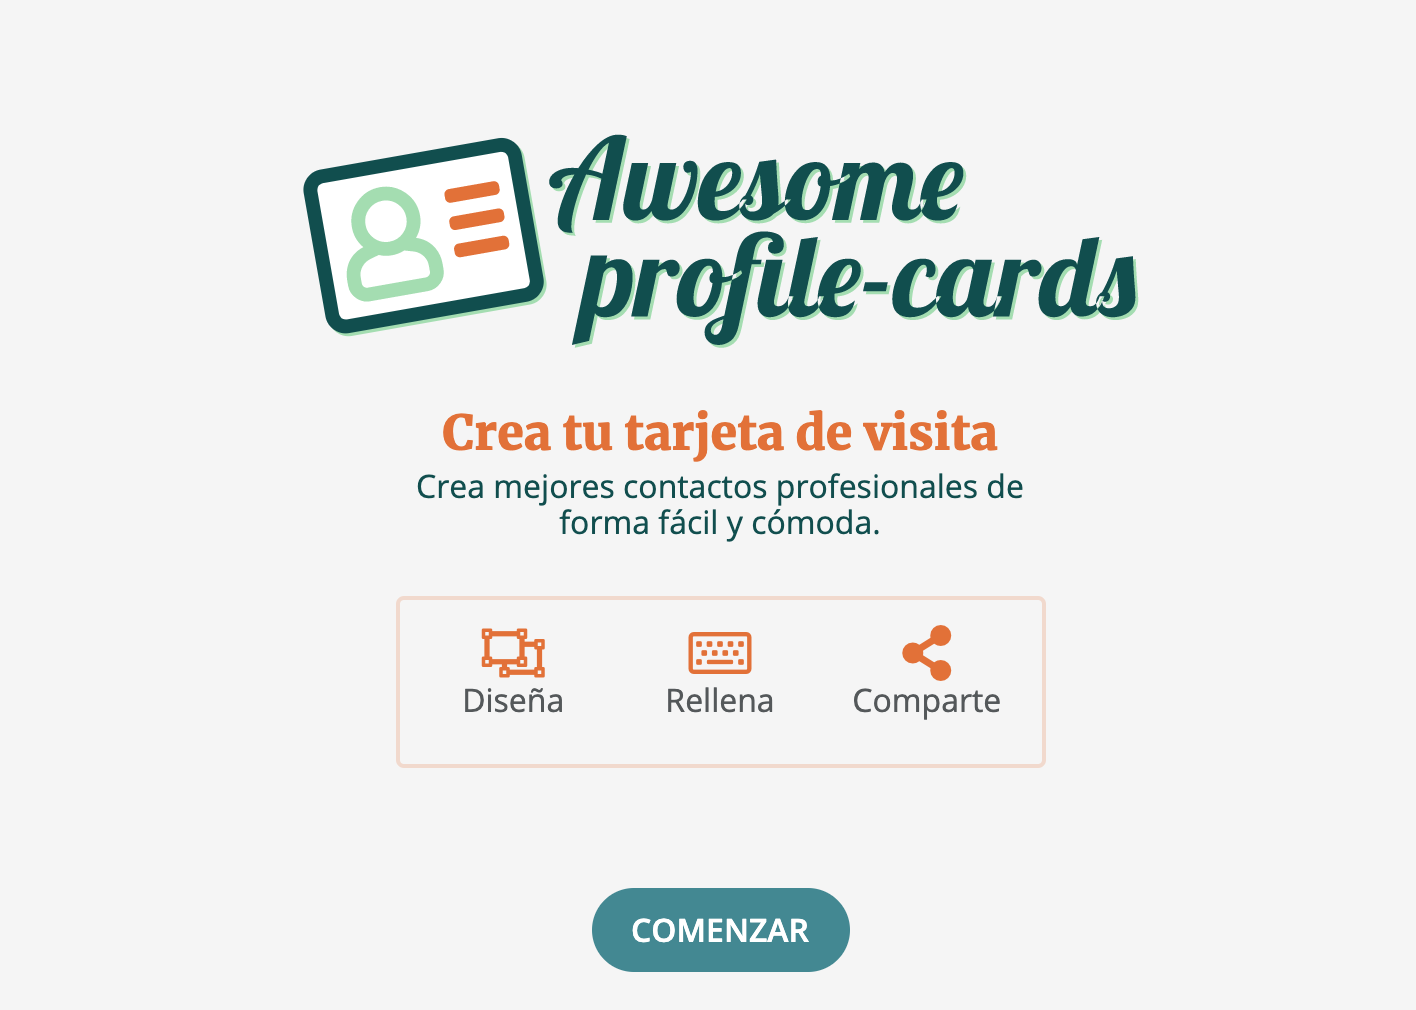 Awesome
profile-cards
Crea tu tarjeta de visita
Crea mejores contactos profesionales de
forma fácil y cómoda.
Diseña Rellena Comparte
COMENZAR